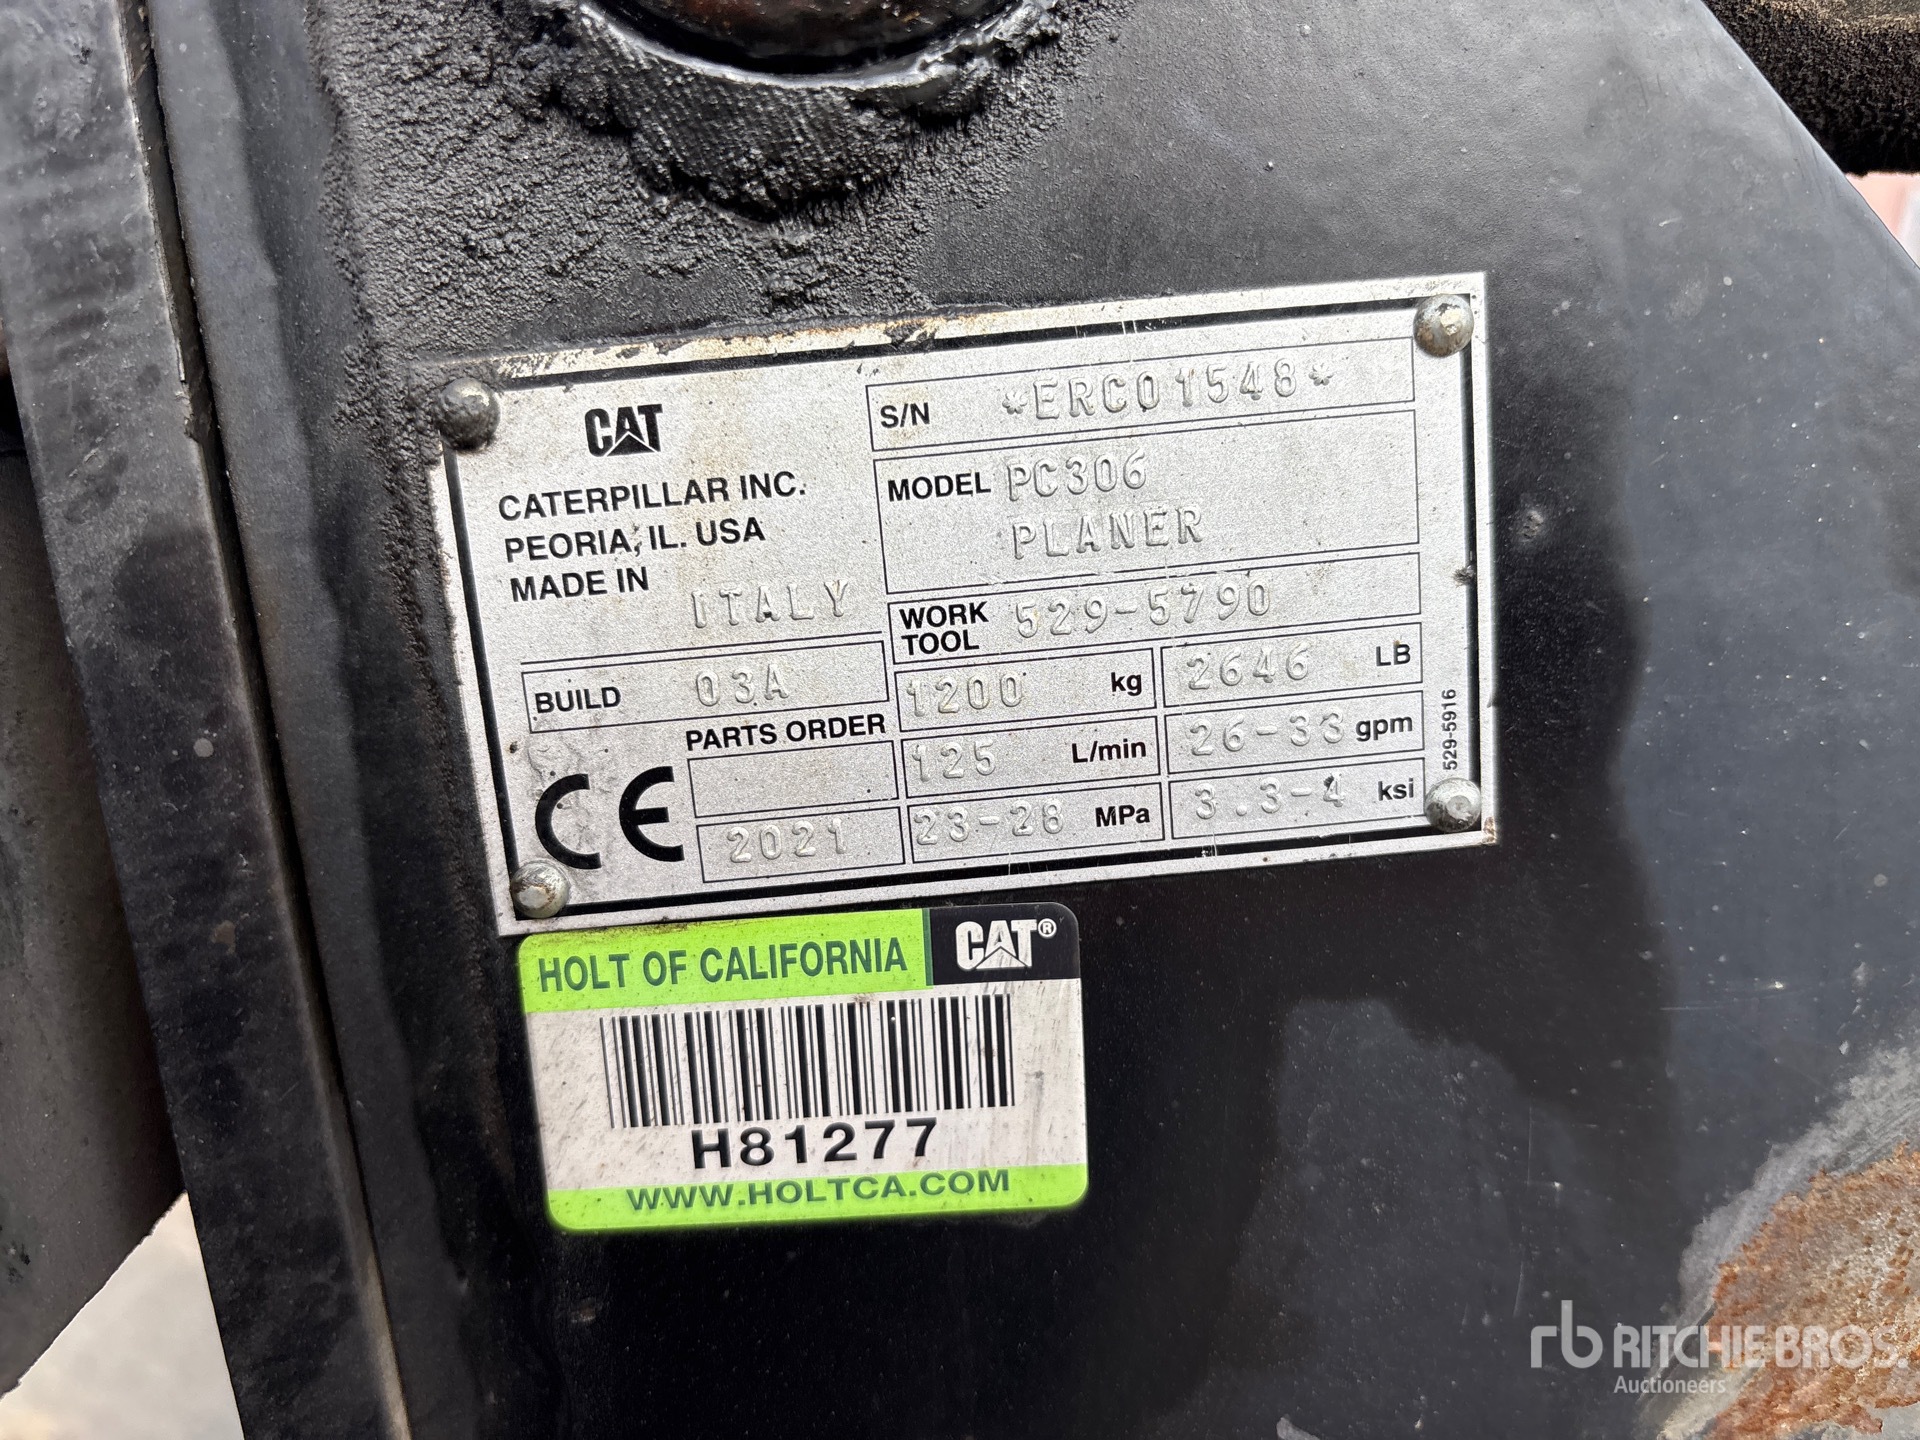 CAT
CATERPILLAR INC.
PEORIA, IL. USA
MADE IN ITALY
BUILD 03A
PARTS ORDER
CE
2021
S/N *ERC01548*
MODEL PC306
PLANER
WORK TOOL 529-5790
1200 kg 2646 LB
125 L/min 26-33 gpm
23-28 MPa 3.3-4 ksi
529-5916
HOLT OF CALIFORNIA CAT®
H81277
WWW.HOLTCA.COM
rb RITCHIE BROS.
Auctioneers